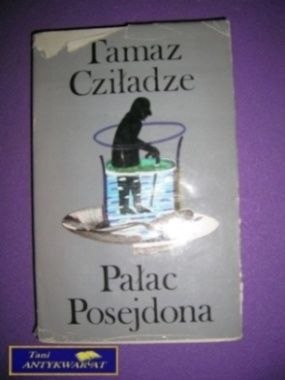 Tamaz
Cziładze
Pałac
Posejdona
Tani
ANTYKWARIAT